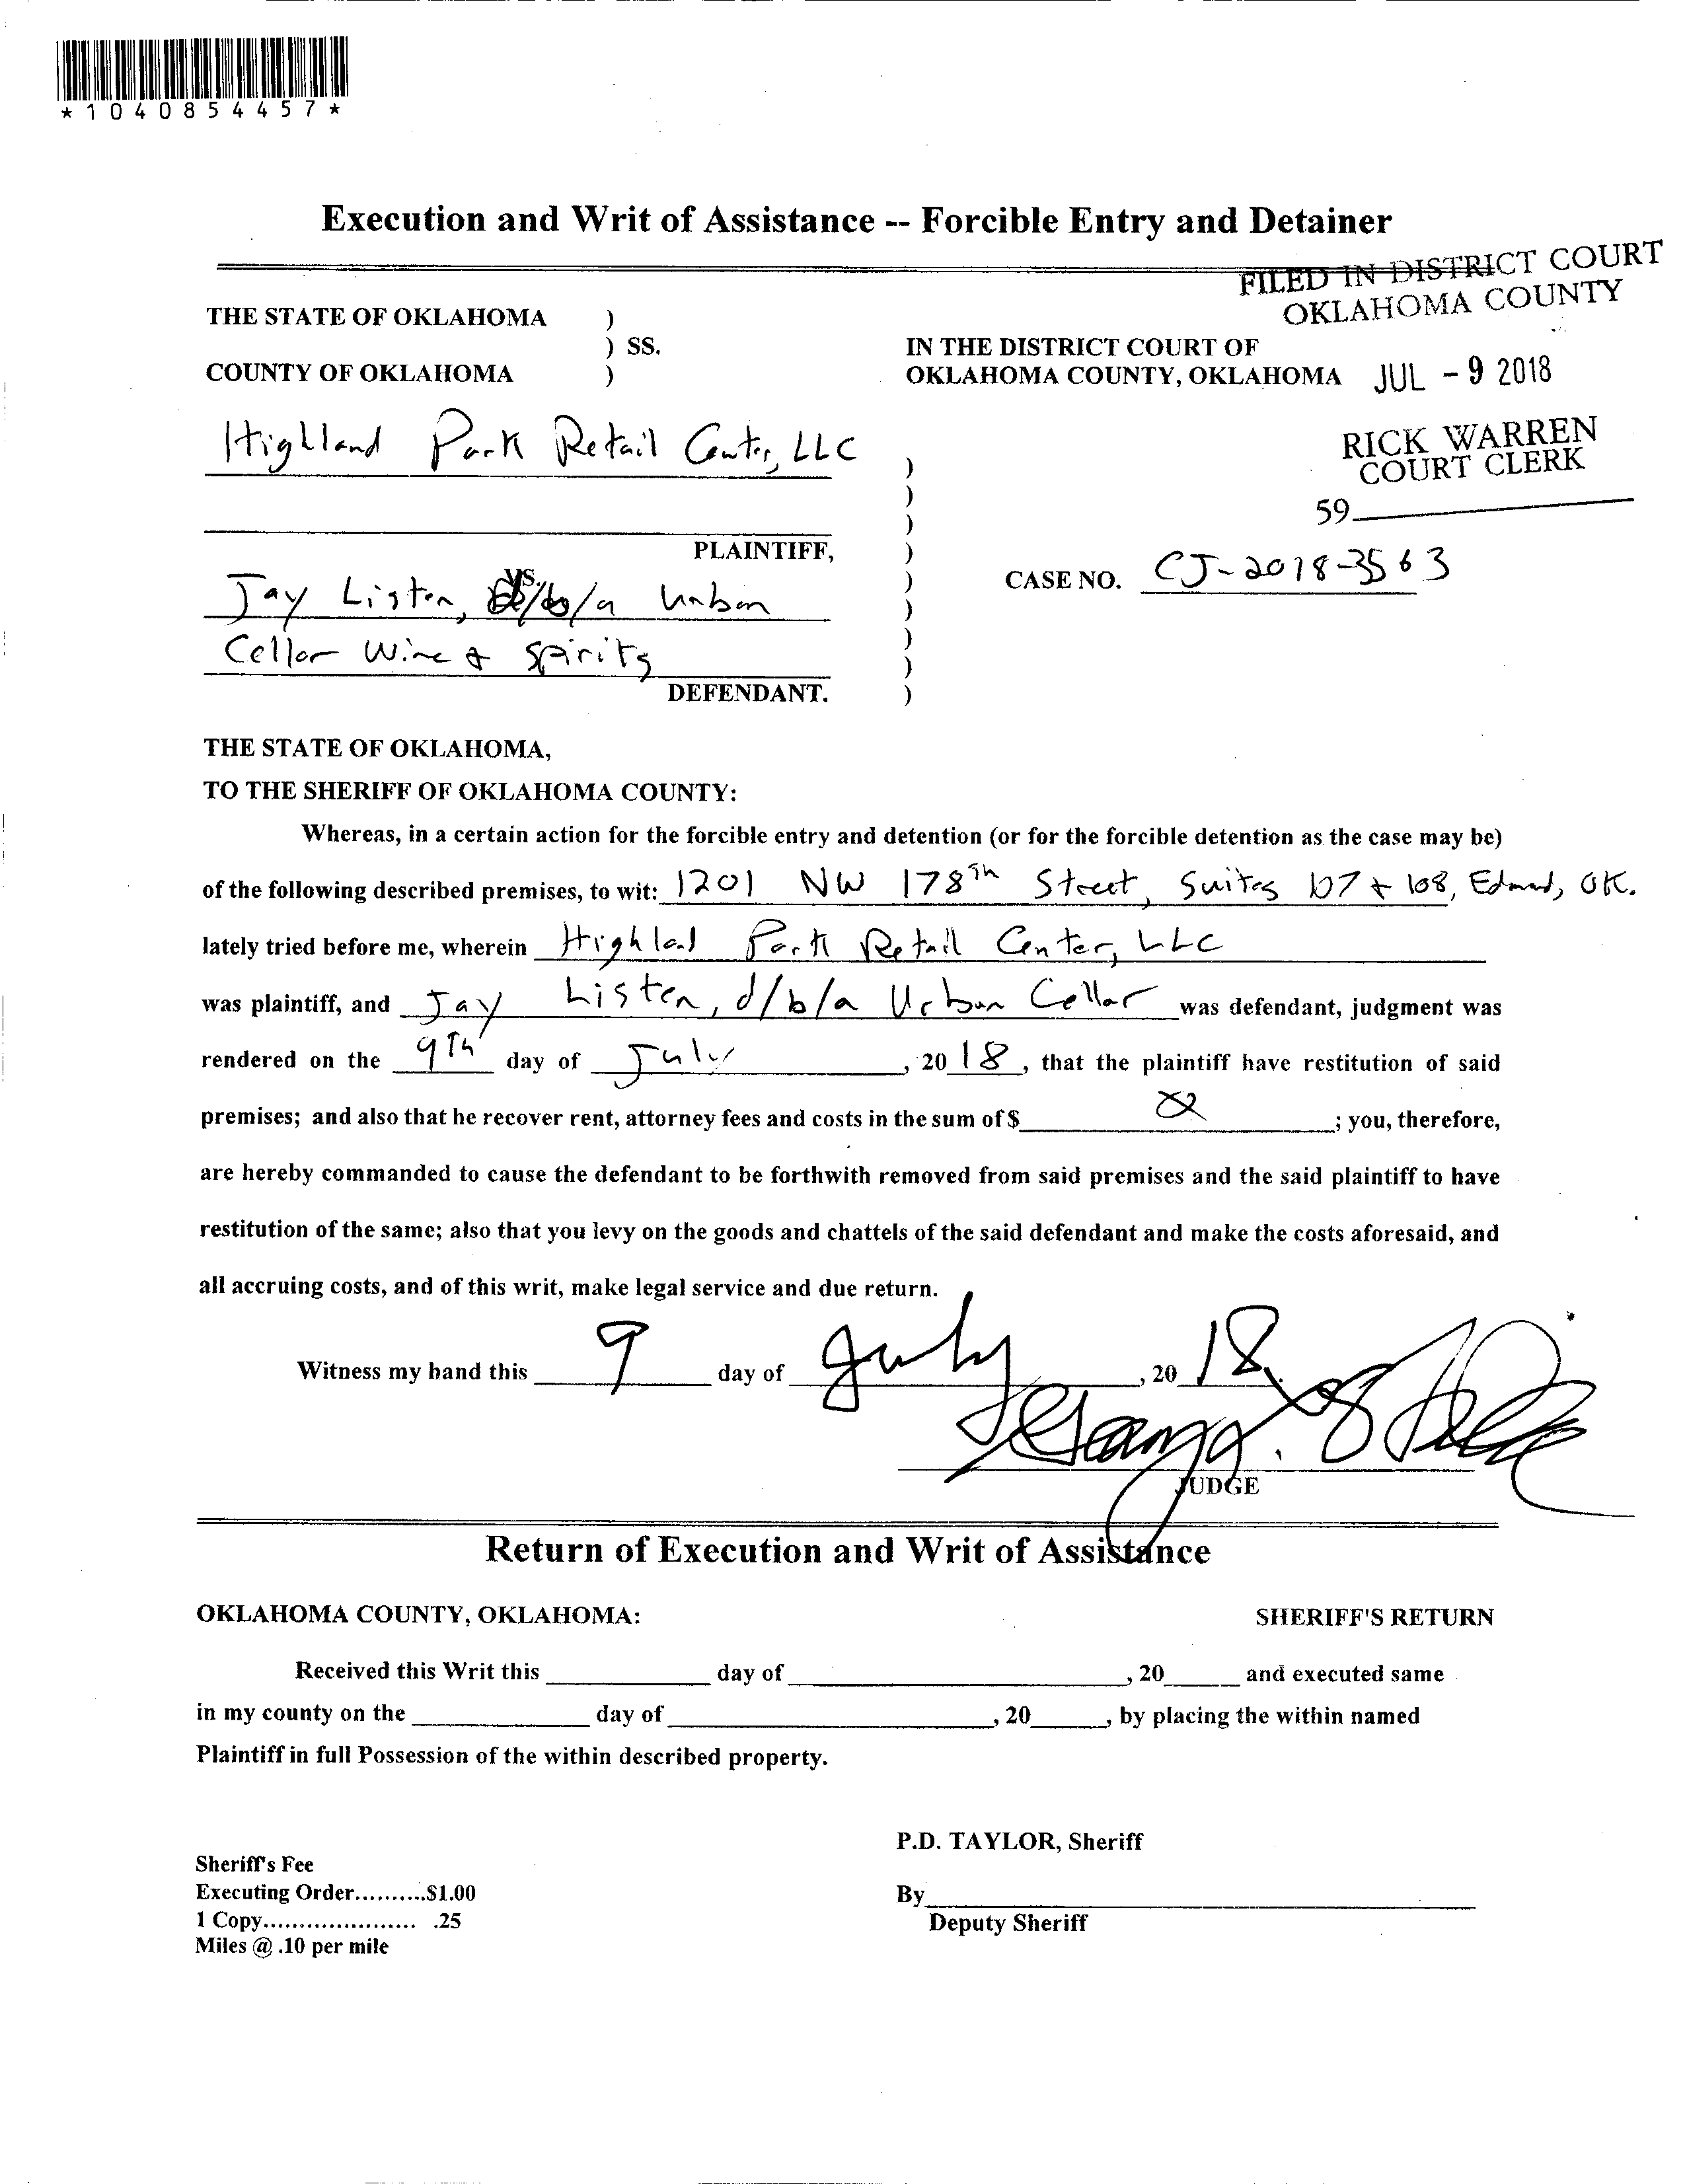 *1040854457*
Execution and Writ of Assistance -- Forcible Entry and Detainer
FILED IN DISTRICT COURT
OKLAHOMA COUNTY
THE STATE OF OKLAHOMA )
) SS.
COUNTY OF OKLAHOMA )
IN THE DISTRICT COURT OF
OKLAHOMA COUNTY, OKLAHOMA
JUL - 9 2018
RICK WARREN
COURT CLERK
59
Highland Park Retail Center, LLC )
)
)
PLAINTIFF, )
vs. )
CASE NO. CJ-2018-3563
Jay Liston, d/b/a Urban )
Cellar Wine & Spirits )
)
DEFENDANT. )
THE STATE OF OKLAHOMA,
TO THE SHERIFF OF OKLAHOMA COUNTY:
Whereas, in a certain action for the forcible entry and detention (or for the forcible detention as the case may be)
of the following described premises, to wit: 1201 NW 178th Street, Suites 107 & 108, Edmond, OK.
lately tried before me, wherein Highland Park Retail Center, LLC
was plaintiff, and Jay Liston, d/b/a Urban Cellar was defendant, judgment was
rendered on the 9th day of July, 2018, that the plaintiff have restitution of said
premises; and also that he recover rent, attorney fees and costs in the sum of $ ; you, therefore,
are hereby commanded to cause the defendant to be forthwith removed from said premises and the said plaintiff to have
restitution of the same; also that you levy on the goods and chattels of the said defendant and make the costs aforesaid, and
all accruing costs, and of this writ, make legal service and due return.
Witness my hand this 9 day of July, 2018.
JUDGE
Return of Execution and Writ of Assistance
OKLAHOMA COUNTY, OKLAHOMA:
SHERIFF'S RETURN
Received this Writ this ____ day of ____, 20____ and executed same
in my county on the ____ day of ____, 20____, by placing the within named
Plaintiff in full Possession of the within described property.
P.D. TAYLOR, Sheriff
Sheriff's Fee
Executing Order..........$1.00
1 Copy..................... .25
Miles @ .10 per mile
By____
Deputy Sheriff